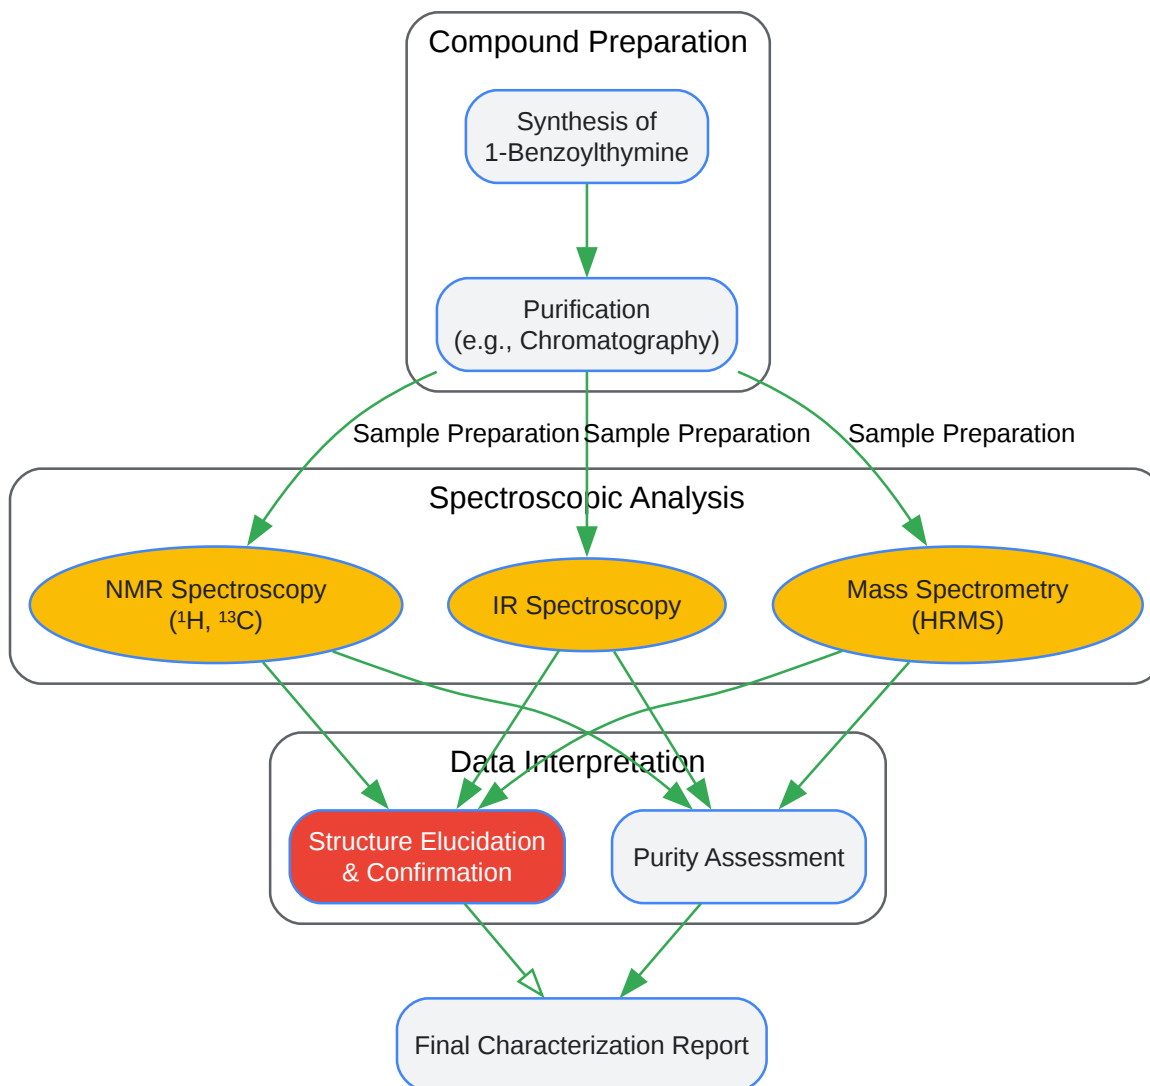 Compound Preparation
Synthesis of
1-Benzoylthymine
Purification
(e.g., Chromatography)
Sample Preparation
Sample Preparation
Sample Preparation
Spectroscopic Analysis
NMR Spectroscopy
(¹H, ¹³C)
IR Spectroscopy
Mass Spectrometry
(HRMS)
Data Interpretation
Structure Elucidation
& Confirmation
Purity Assessment
Final Characterization Report